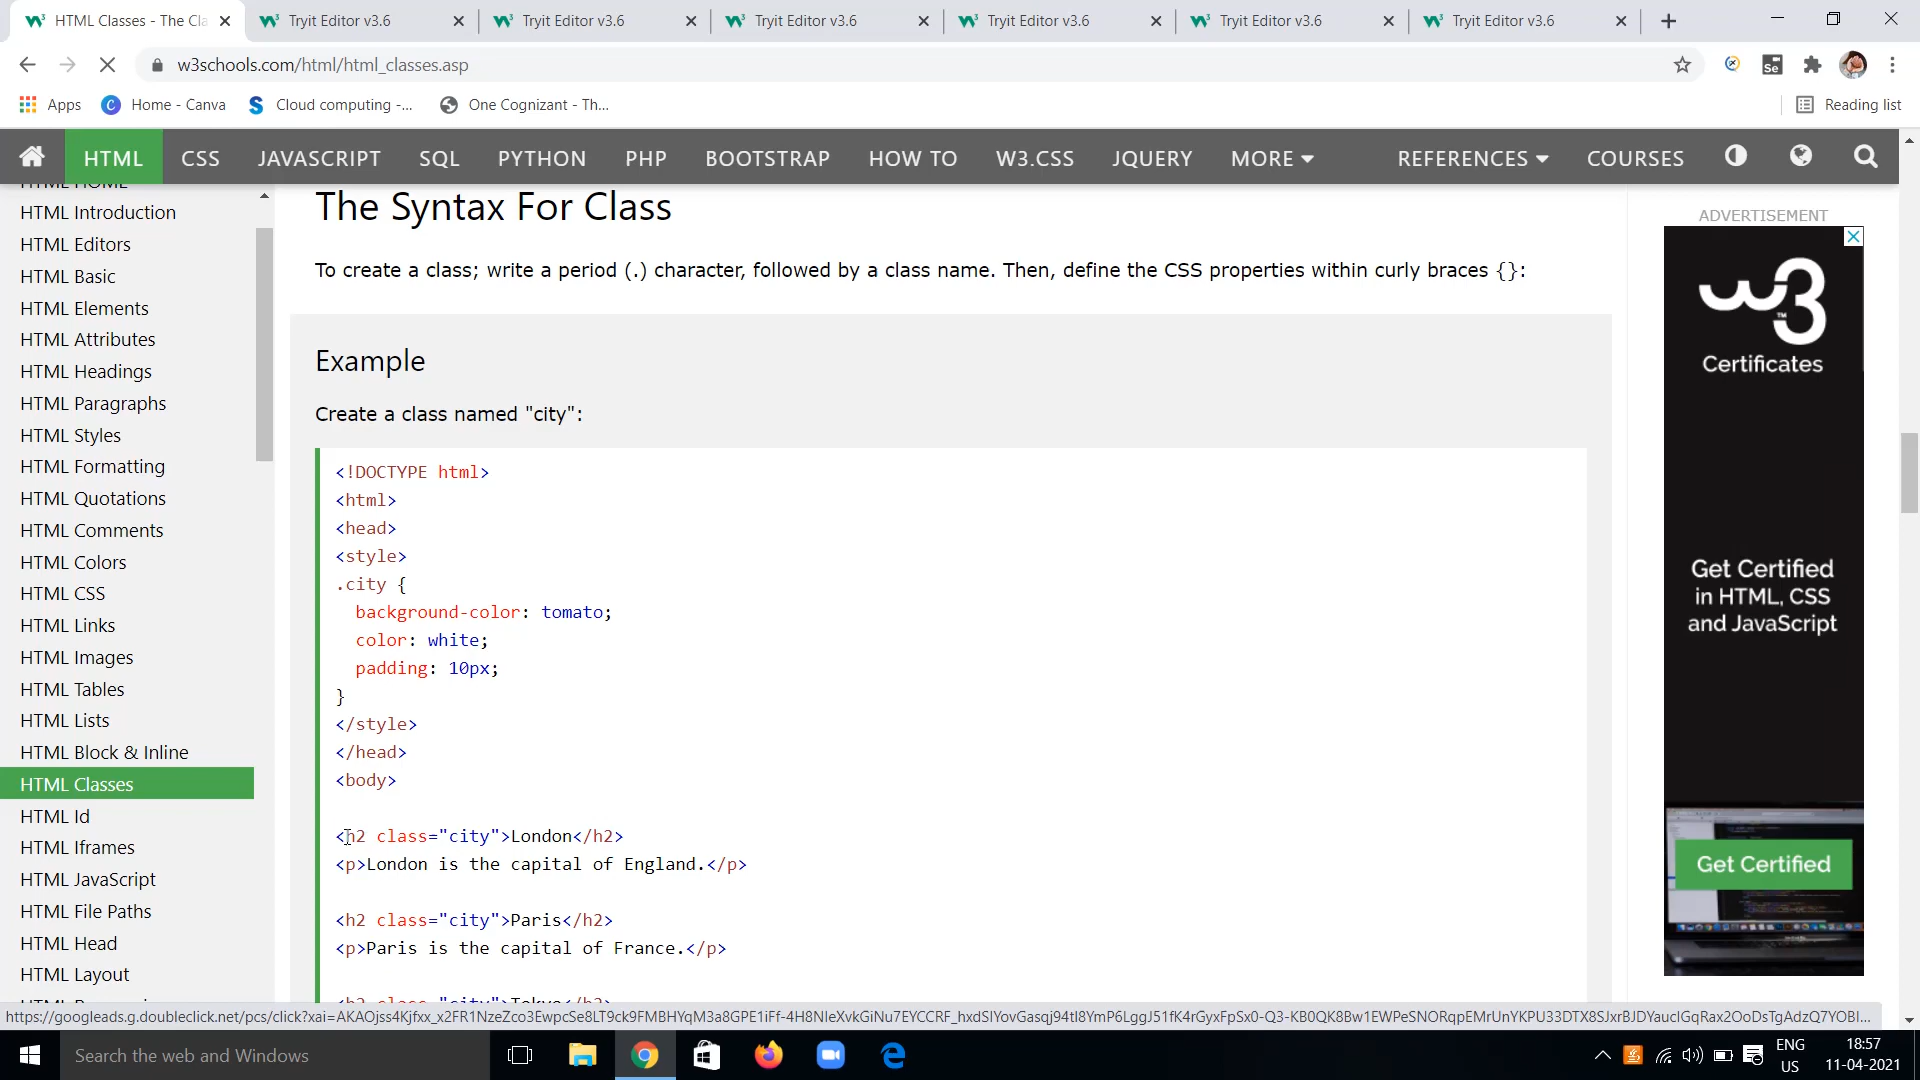 HTML Classes - The Cla
Tryit Editor v3.6
Tryit Editor v3.6
Tryit Editor v3.6
Tryit Editor v3.6
Tryit Editor v3.6
Tryit Editor v3.6
w3schools.com/html/html_classes.asp
Se
Apps
Home - Canva
Cloud computing -...
One Cognizant - Th...
Reading list
HTML
CSS
JAVASCRIPT
SQL
PYTHON
PHP
BOOTSTRAP
HOW TO
W3.CSS
JQUERY
MORE
REFERENCES
COURSES
HTML HOME
HTML Introduction
HTML Editors
HTML Basic
HTML Elements
HTML Attributes
HTML Headings
HTML Paragraphs
HTML Styles
HTML Formatting
HTML Quotations
HTML Comments
HTML Colors
HTML CSS
HTML Links
HTML Images
HTML Tables
HTML Lists
HTML Block & Inline
HTML Classes
HTML Id
HTML Iframes
HTML JavaScript
HTML File Paths
HTML Head
HTML Layout
The Syntax For Class
To create a class; write a period (.) character, followed by a class name. Then, define the CSS properties within curly braces {}:
Example
Create a class named "city":
<!DOCTYPE html>
<html>
<head>
<style>
.city {
  background-color: tomato;
  color: white;
  padding: 10px;
}
</style>
</head>
<body>
<h2 class="city">London</h2>
<p>London is the capital of England.</p>
<h2 class="city">Paris</h2>
<p>Paris is the capital of France.</p>
<h2 class="city">Tokyo</h2>
ADVERTISEMENT
w3
TM
Certificates
Get Certified
in HTML, CSS
and JavaScript
Get Certified
Search the web and Windows
ENG
US
18:57
11-04-2021